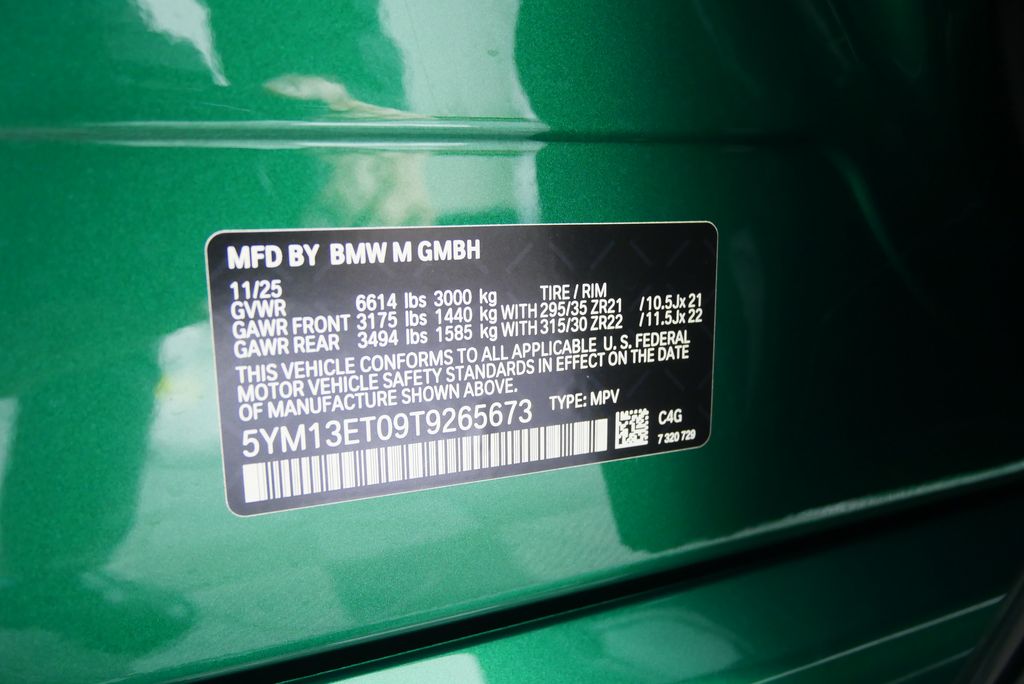 MFD BY BMW M GMBH
11/25 TIRE / RIM
GVWR 6614 lbs 3000 kg
GAWR FRONT 3175 lbs 1440 kg WITH 295/35 ZR21 /10.5Jx 21
GAWR REAR 3494 lbs 1585 kg WITH 315/30 ZR22 /11.5Jx 22
THIS VEHICLE CONFORMS TO ALL APPLICABLE U. S. FEDERAL
MOTOR VEHICLE SAFETY STANDARDS IN EFFECT ON THE DATE
OF MANUFACTURE SHOWN ABOVE.
5YM13ET09T9265673 TYPE: MPV
C4G
7 320 729